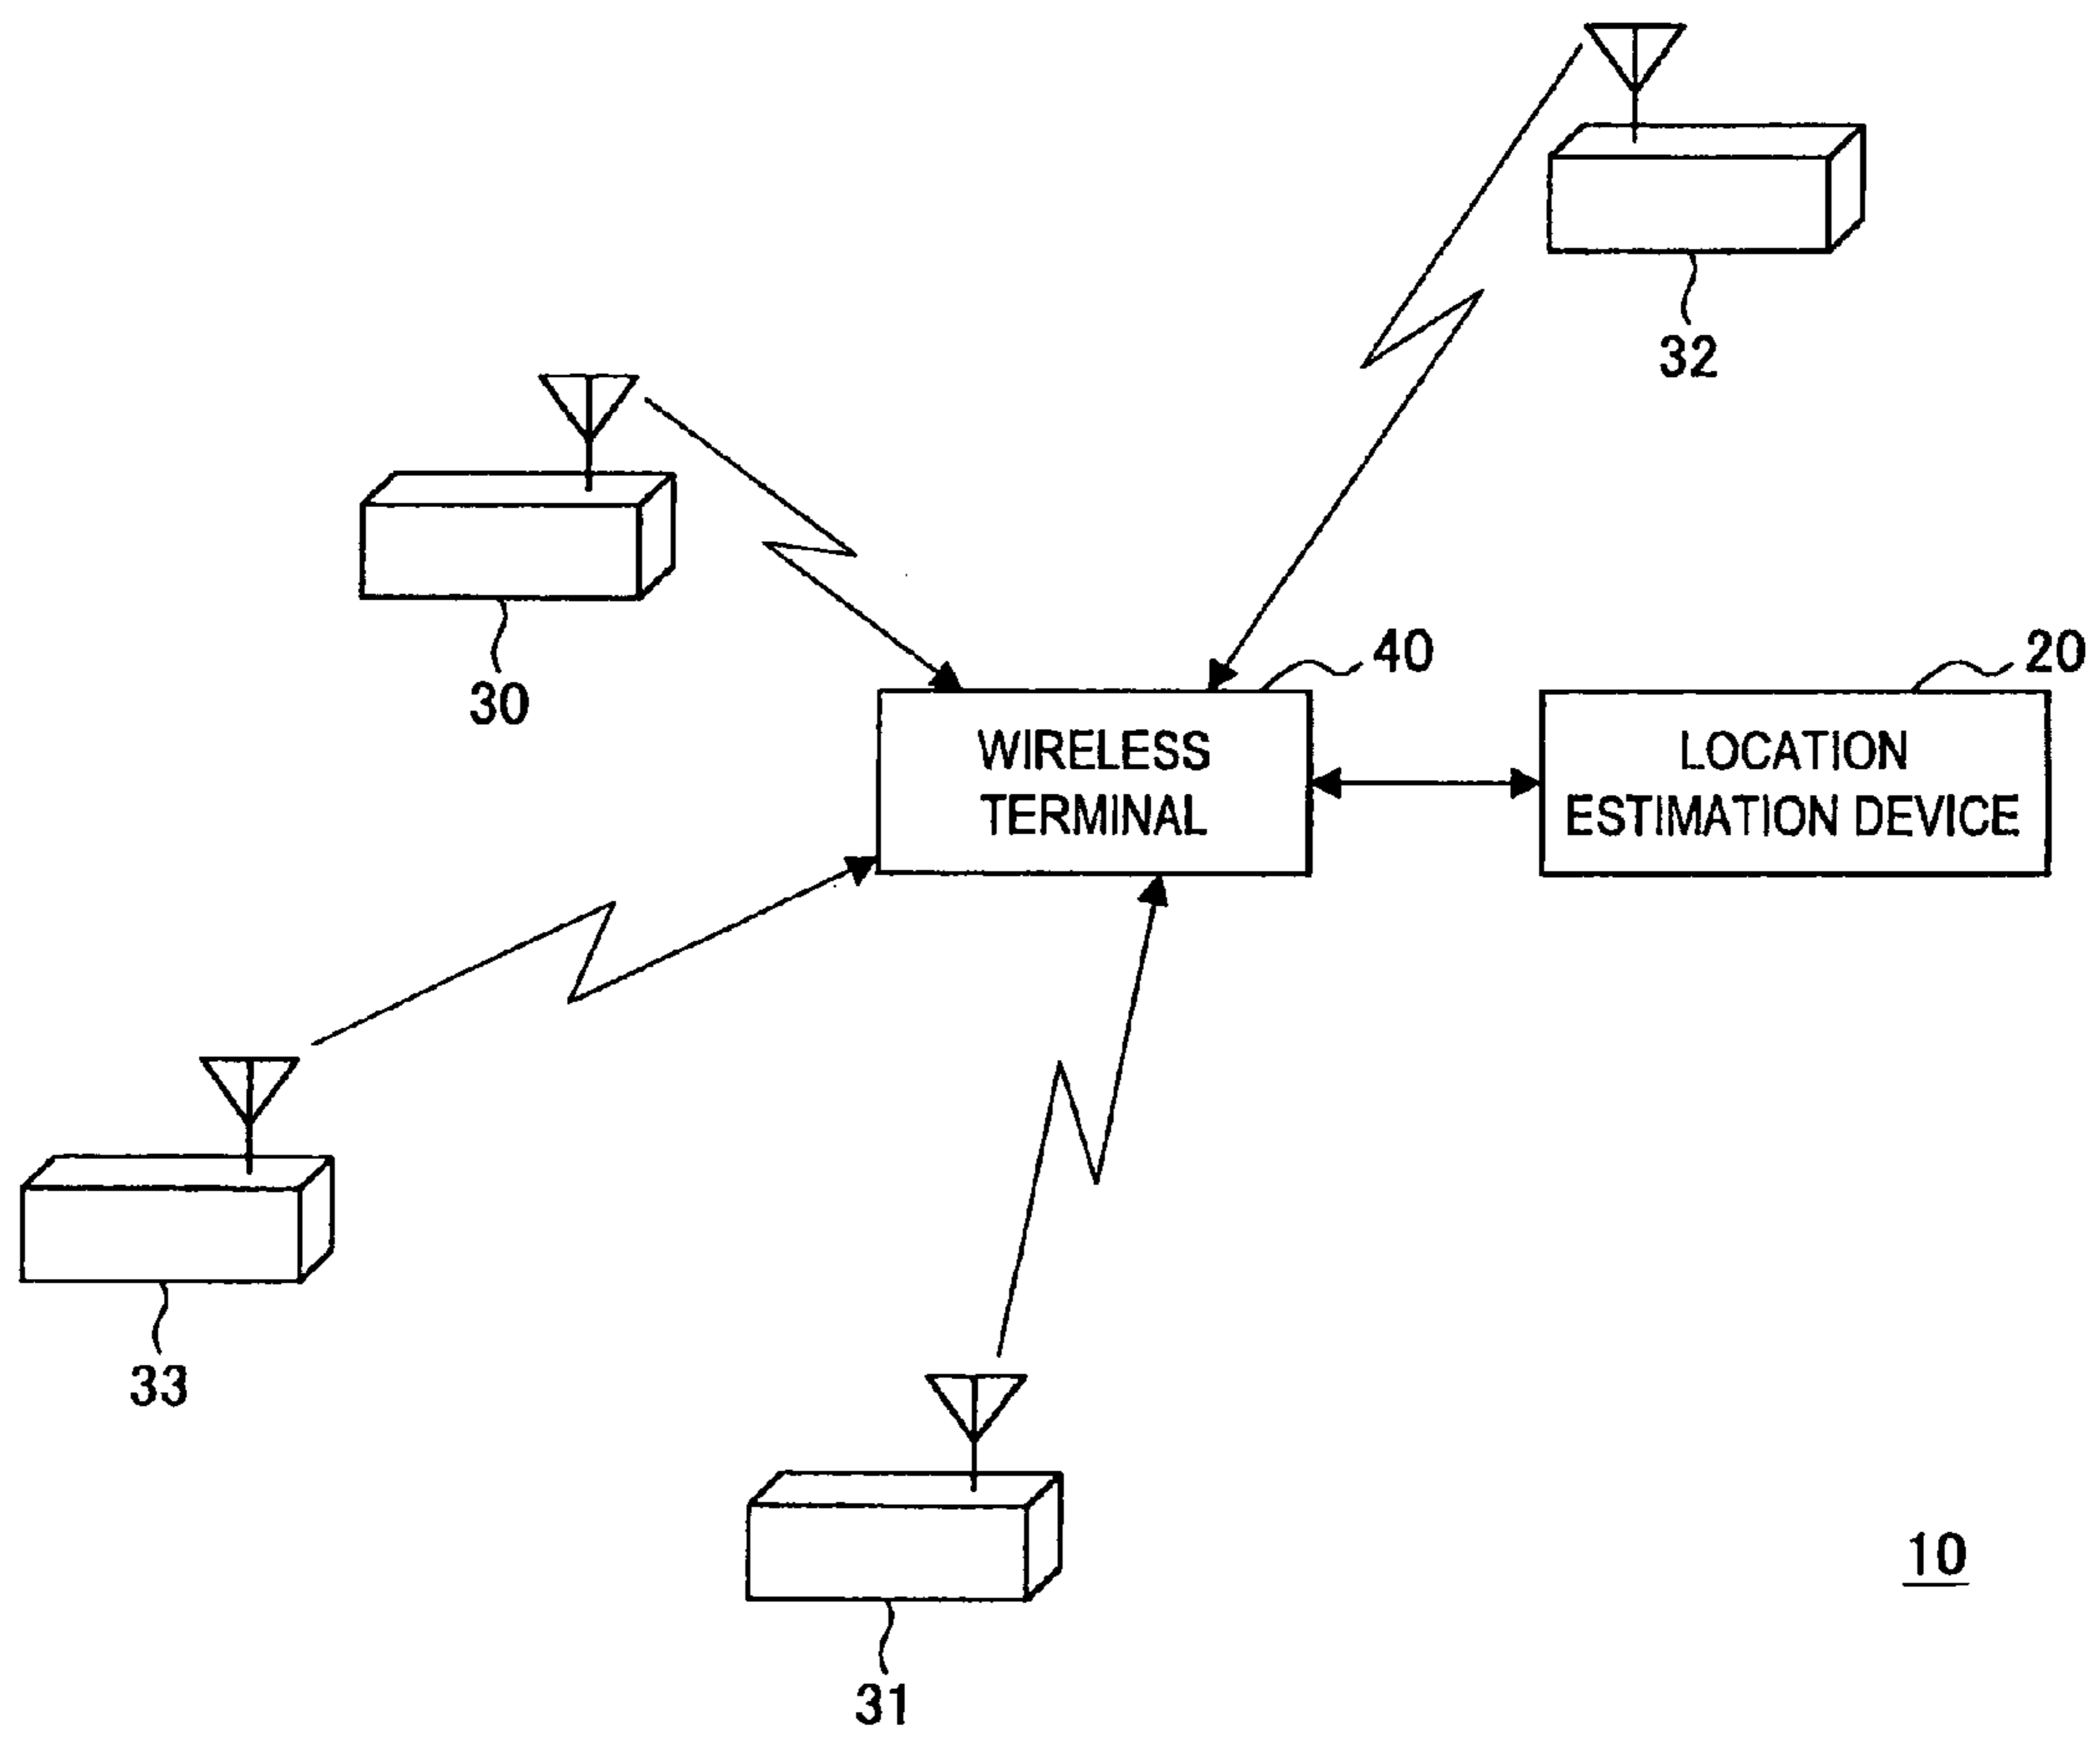 32
30
40
20
WIRELESS
TERMINAL
LOCATION
ESTIMATION DEVICE
33
31
10